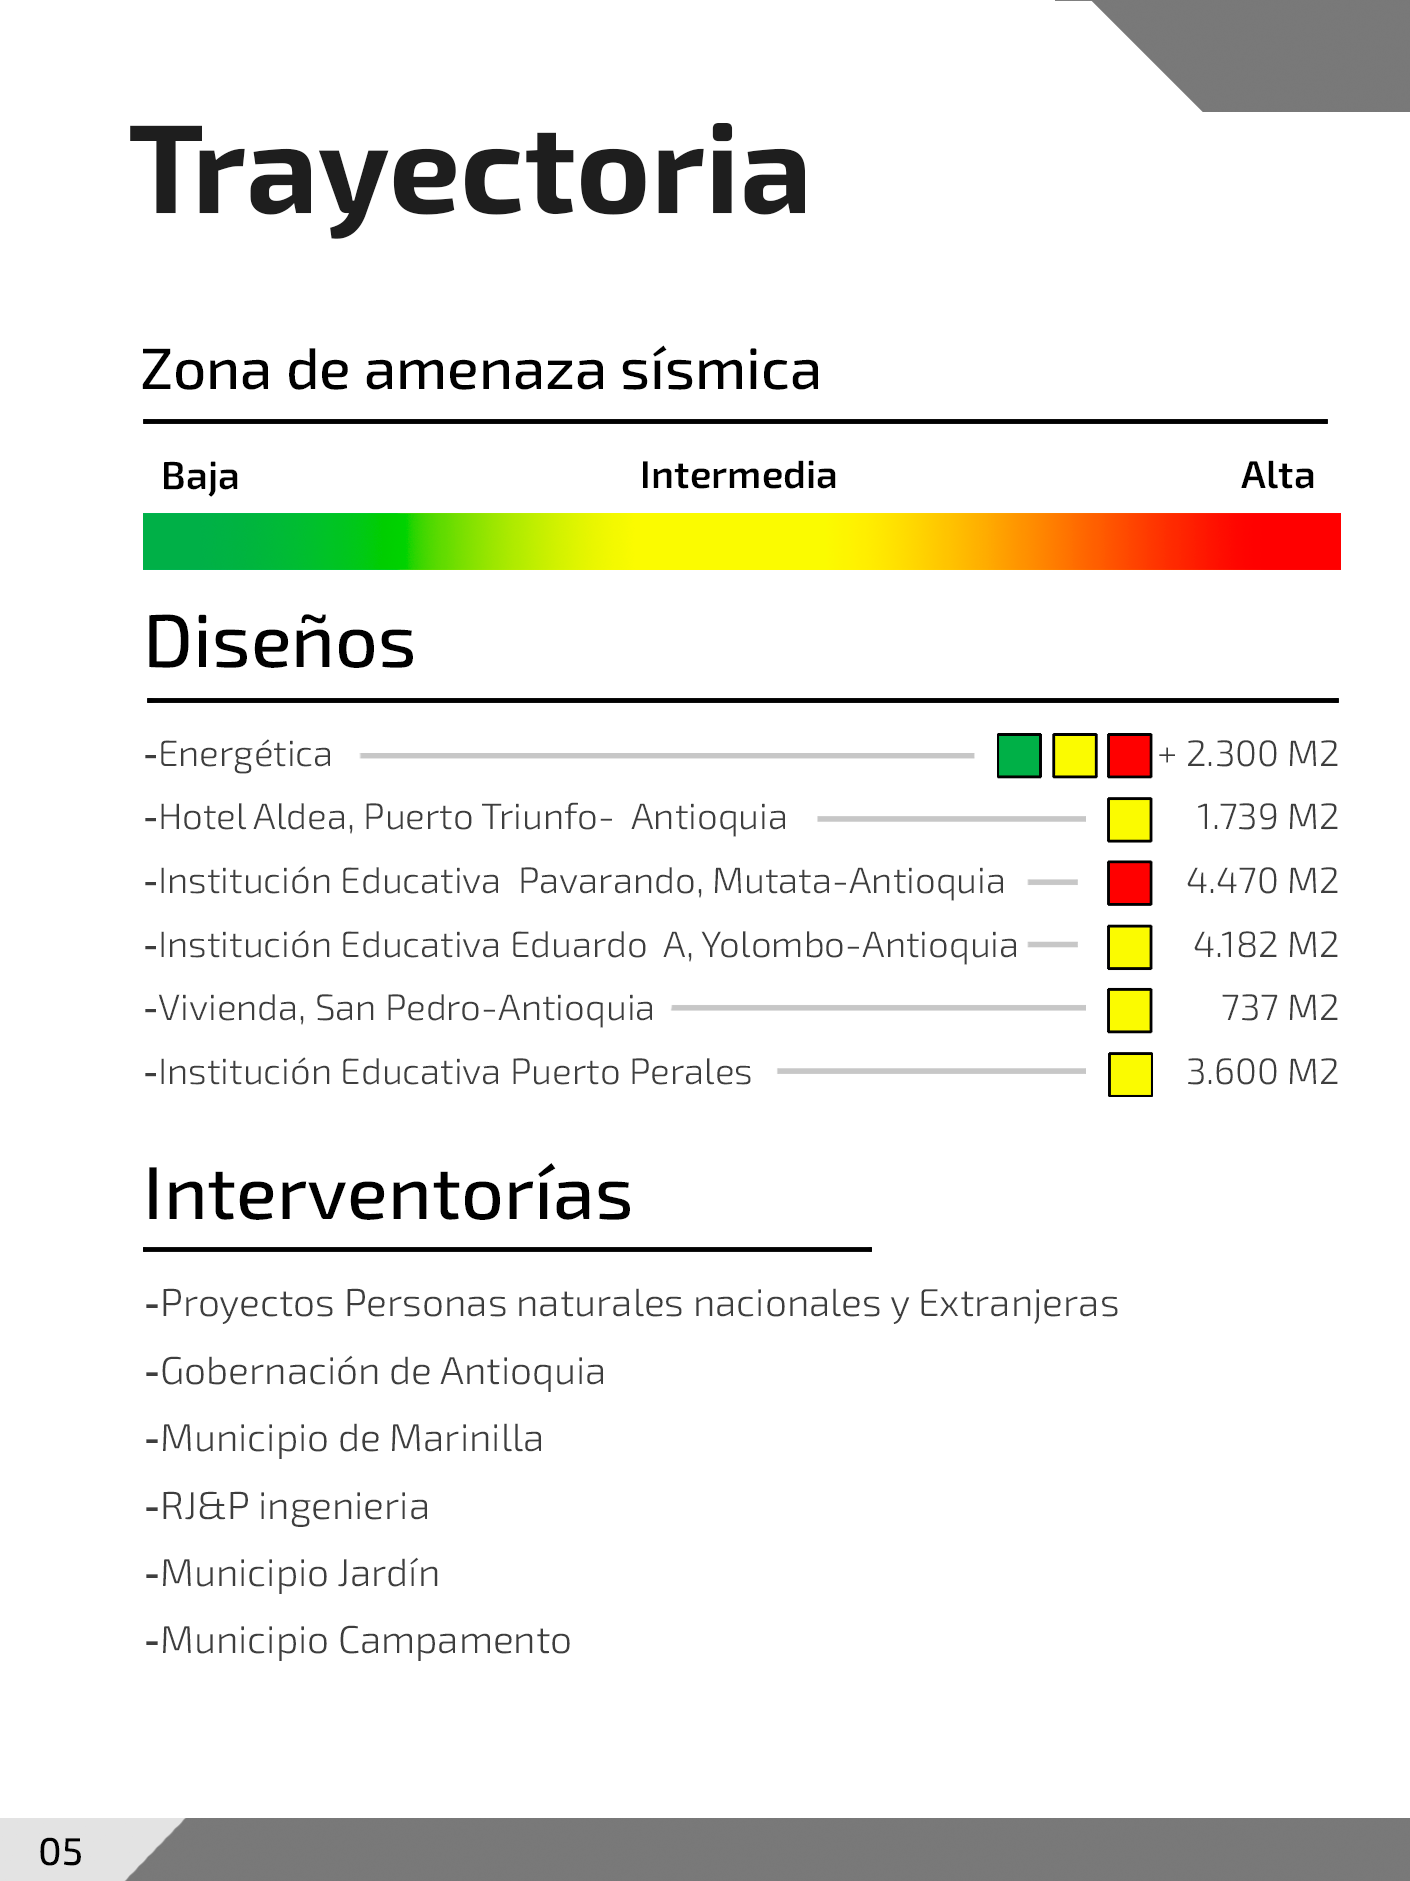 Trayectoria
Zona de amenaza sísmica
Baja Intermedia Alta
Diseños
-Energética + 2.300 M2
-Hotel Aldea, Puerto Triunfo- Antioquia 1.739 M2
-Institución Educativa Pavarando, Mutata-Antioquia 4.470 M2
-Institución Educativa Eduardo A, Yolombo-Antioquia 4.182 M2
-Vivienda, San Pedro-Antioquia 737 M2
-Institución Educativa Puerto Perales 3.600 M2
Interventorías
-Proyectos Personas naturales nacionales y Extranjeras
-Gobernación de Antioquia
-Municipio de Marinilla
-RJ&P ingenieria
-Municipio Jardín
-Municipio Campamento
05